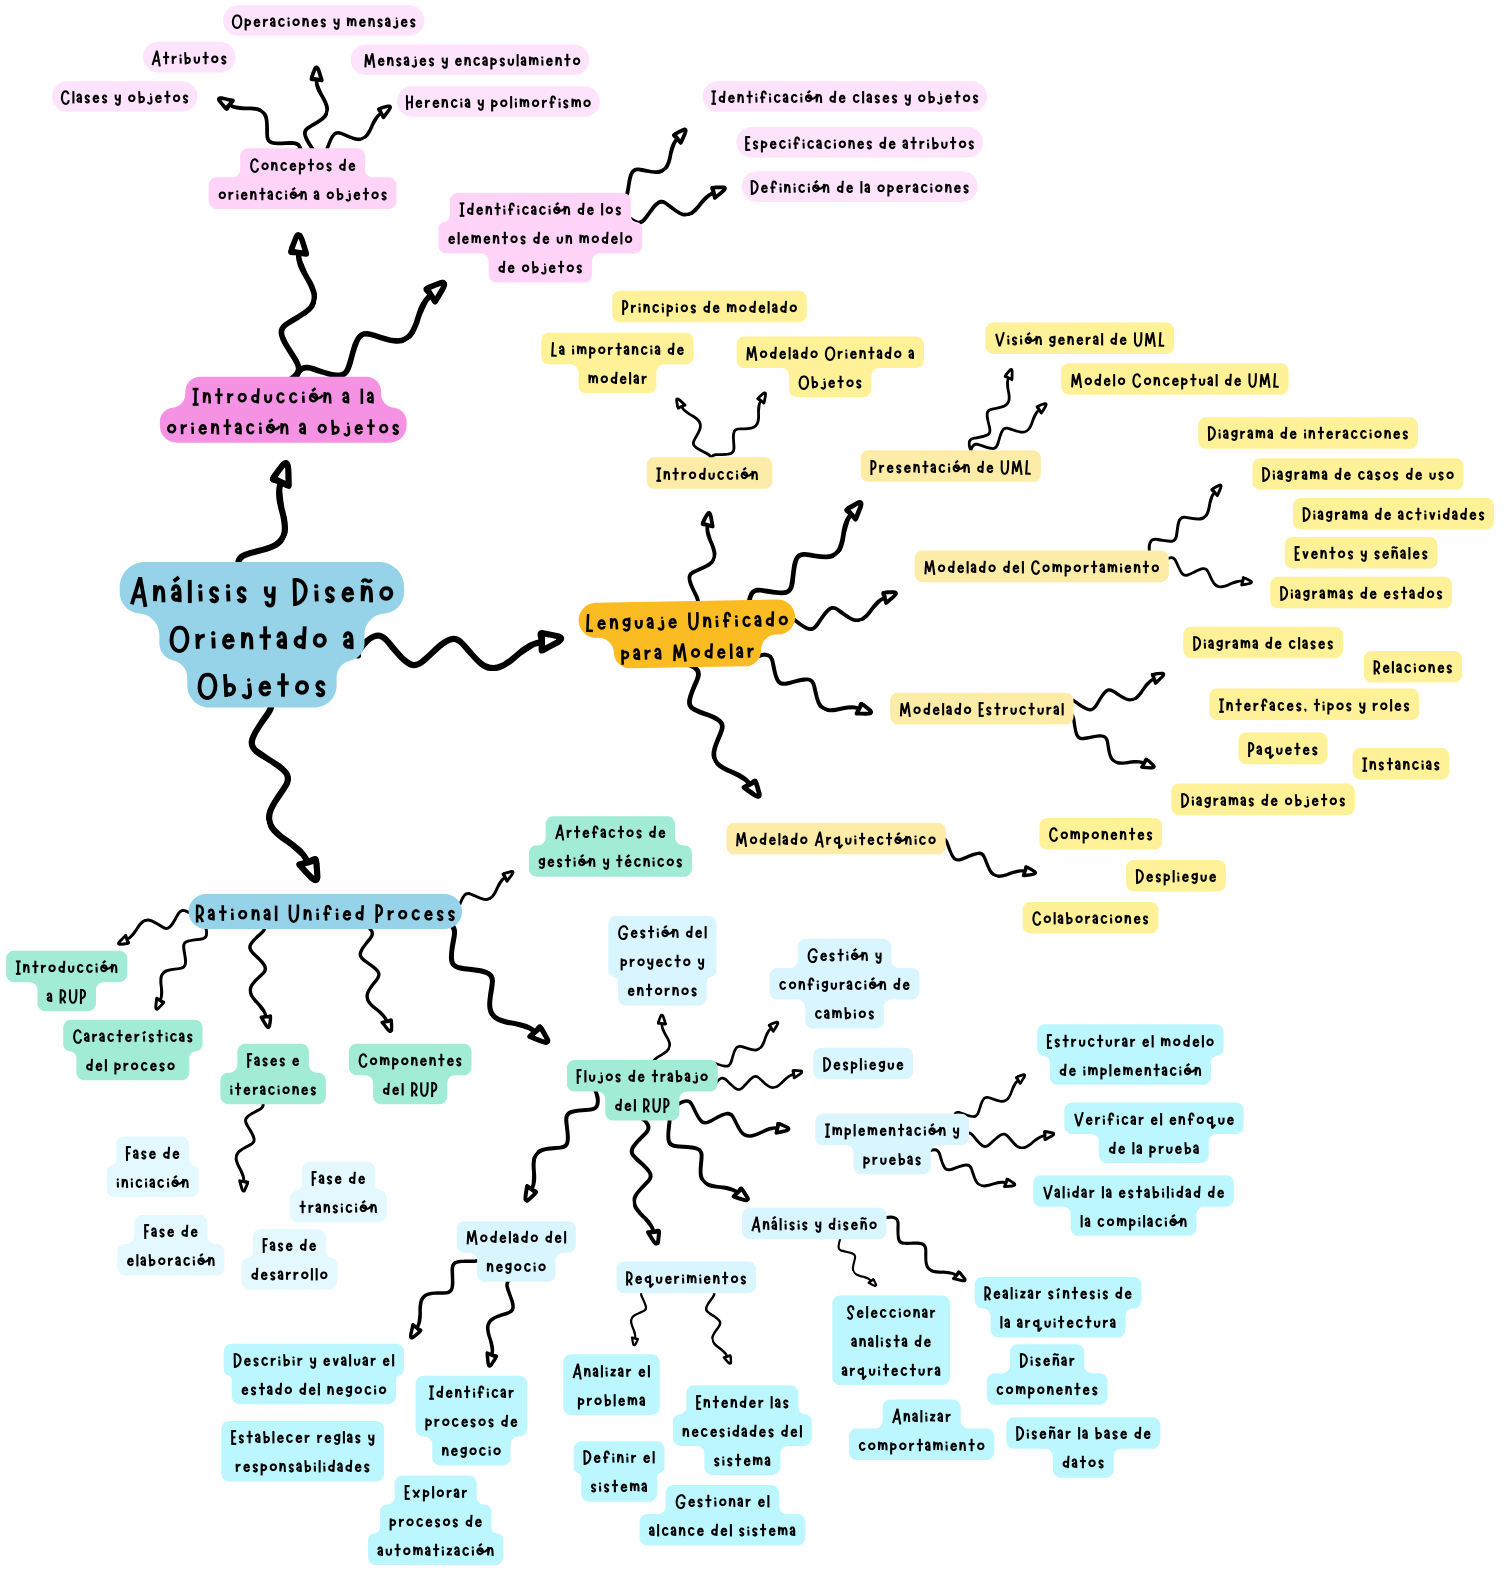 Operaciones y mensajes
Atributos
Mensajes y encapsulamiento
Clases y objetos
Herencia y polimorfismo
Conceptos de
orientación a objetos
Identificación de clases y objetos
Especificaciones de atributos
Definición de la operaciones
Identificación de los
elementos de un modelo
de objetos
Introducción a la
orientación a objetos
Principios de modelado
La importancia de
modelar
Modelado Orientado a
Objetos
Introducción
Visión general de UML
Modelo Conceptual de UML
Presentación de UML
Diagrama de interacciones
Diagrama de casos de uso
Diagrama de actividades
Eventos y señales
Diagramas de estados
Modelado del Comportamiento
Análisis y Diseño
Orientado a
Objetos
Lenguaje Unificado
para Modelar
Diagrama de clases
Relaciones
Interfaces, tipos y roles
Paquetes
Instancias
Diagramas de objetos
Modelado Estructural
Modelado Arquitectónico
Componentes
Despliegue
Colaboraciones
Artefactos de
gestión y técnicos
Rational Unified Process
Introducción
a RUP
Características
del proceso
Fases e
iteraciones
Componentes
del RUP
Fase de
iniciación
Fase de
transición
Fase de
elaboración
Fase de
desarrollo
Gestión del
proyecto y
entornos
Gestión y
configuración de
cambios
Despliegue
Flujos de trabajo
del RUP
Estructurar el modelo
de implementación
Implementación y
pruebas
Verificar el enfoque
de la prueba
Validar la estabilidad de
la compilación
Modelado del
negocio
Requerimientos
Análisis y diseño
Describir y evaluar el
estado del negocio
Identificar
procesos de
negocio
Establecer reglas y
responsabilidades
Explorar
procesos de
automatización
Analizar el
problema
Entender las
necesidades del
sistema
Definir el
sistema
Gestionar el
alcance del sistema
Seleccionar
analista de
arquitectura
Realizar síntesis de
la arquitectura
Diseñar
componentes
Analizar
comportamiento
Diseñar la base de
datos